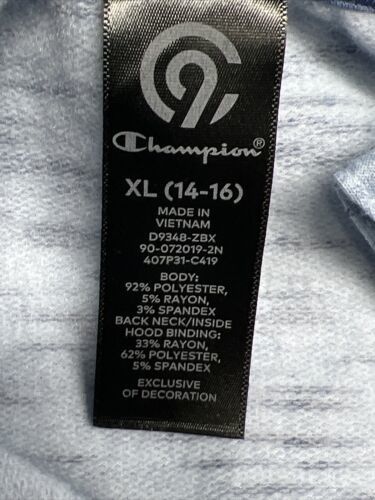 C9
Champion®
XL (14-16)
MADE IN
VIETNAM
D9348-ZBX
90-072019-2N
407P31-C419
BODY:
92% POLYESTER,
5% RAYON,
3% SPANDEX
BACK NECK/INSIDE
HOOD BINDING:
33% RAYON,
62% POLYESTER,
5% SPANDEX
EXCLUSIVE
OF DECORATION